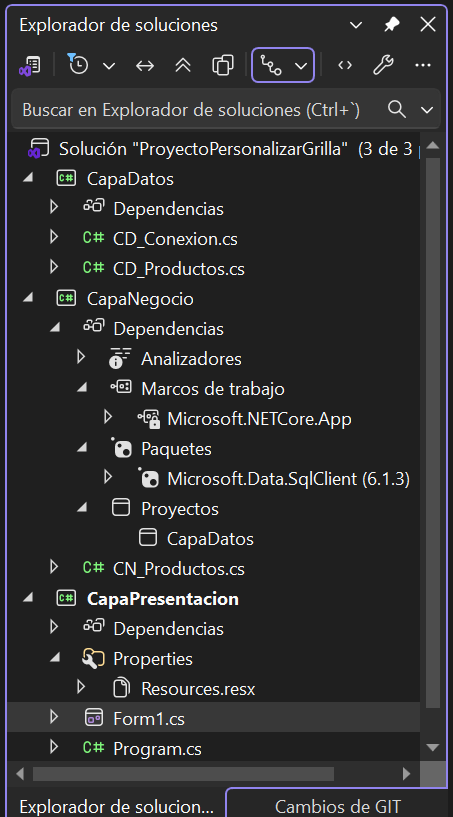 Explorador de soluciones
Buscar en Explorador de soluciones (Ctrl+`)
Solución "ProyectoPersonalizarGrilla" (3 de 3
C# CapaDatos
Dependencias
C# CD_Conexion.cs
C# CD_Productos.cs
C# CapaNegocio
Dependencias
Analizadores
Marcos de trabajo
Microsoft.NETCore.App
Paquetes
Microsoft.Data.SqlClient (6.1.3)
Proyectos
CapaDatos
C# CN_Productos.cs
C# CapaPresentacion
Dependencias
Properties
Resources.resx
Form1.cs
C# Program.cs
Explorador de solucion... Cambios de GIT